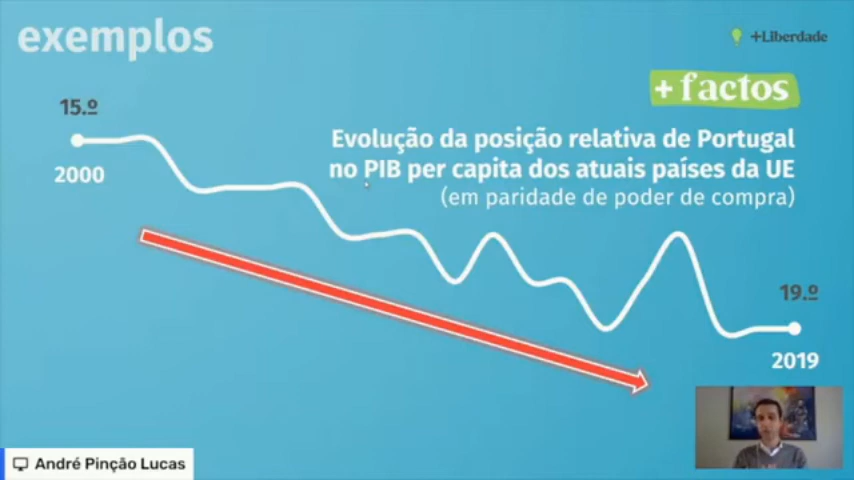 exemplos
+Liberdade
+ factos
15.º
Evolução da posição relativa de Portugal
no PIB per capita dos atuais países da UE
(em paridade de poder de compra)
2000
19.º
2019
André Pinção Lucas